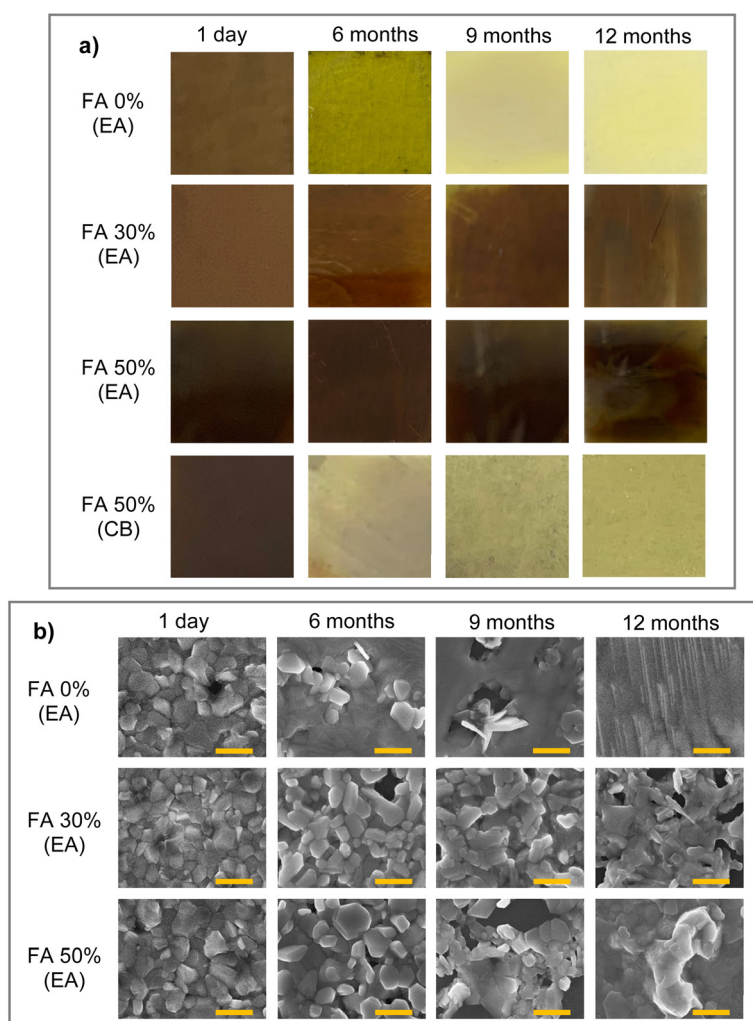 a)
1 day 6 months 9 months 12 months
FA 0%
(EA)
FA 30%
(EA)
FA 50%
(EA)
FA 50%
(CB)
b)
1 day 6 months 9 months 12 months
FA 0%
(EA)
FA 30%
(EA)
FA 50%
(EA)